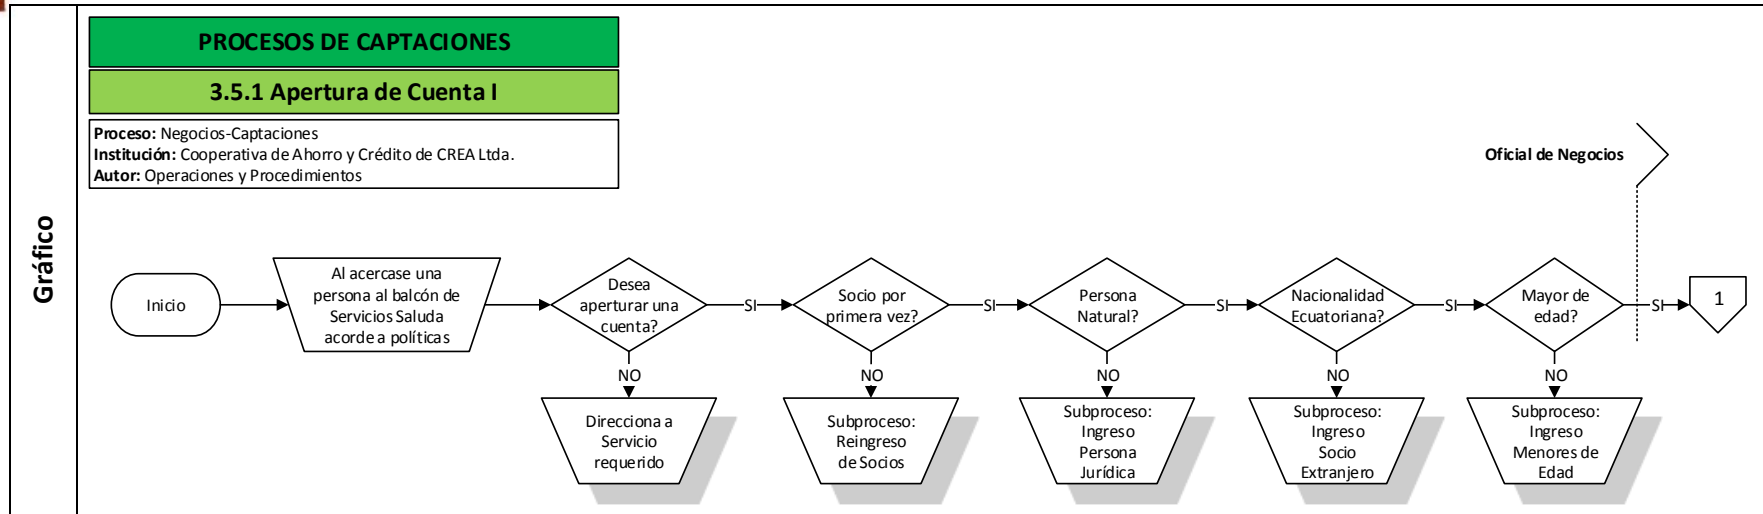 PROCESOS DE CAPTACIONES
3.5.1 Apertura de Cuenta I
Proceso: Negocios-Captaciones
Institución: Cooperativa de Ahorro y Crédito de CREA Ltda.
Autor: Operaciones y Procedimientos
Oficial de Negocios
Gráfico
Inicio
Al acercase una
persona al balcón de
Servicios Saluda
acorde a políticas
Desea
aperturar una
cuenta?
SI
Socio por
primera vez?
SI
Persona
Natural?
SI
Nacionalidad
Ecuatoriana?
SI
Mayor de
edad?
SI
1
NO
NO
NO
NO
NO
Direcciona a
Servicio
requerido
Subproceso:
Reingreso
de Socios
Subproceso:
Ingreso
Persona
Jurídica
Subproceso:
Ingreso
Socio
Extranjero
Subproceso:
Ingreso
Menores de
Edad